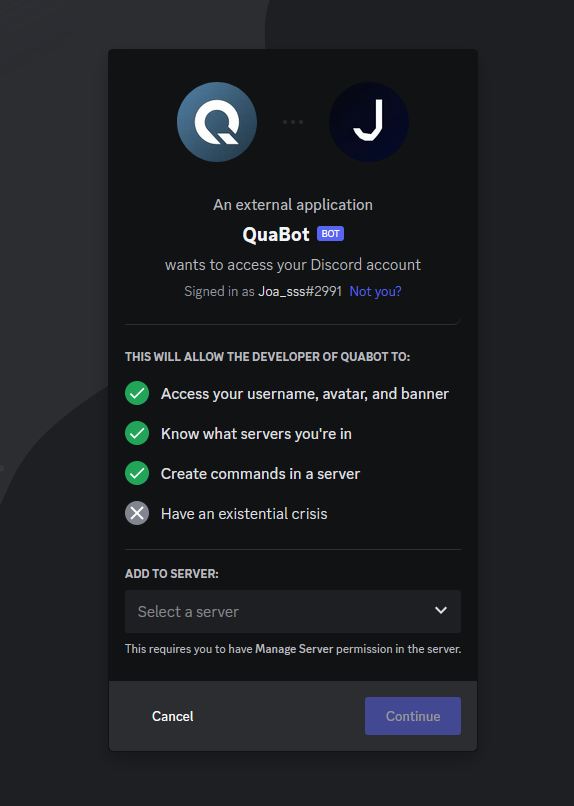 An external application
QuaBot BOT
wants to access your Discord account
Signed in as Joa_sss#2991 Not you?
THIS WILL ALLOW THE DEVELOPER OF QUABOT TO:
Access your username, avatar, and banner
Know what servers you're in
Create commands in a server
Have an existential crisis
ADD TO SERVER:
Select a server
This requires you to have Manage Server permission in the server.
Cancel Continue